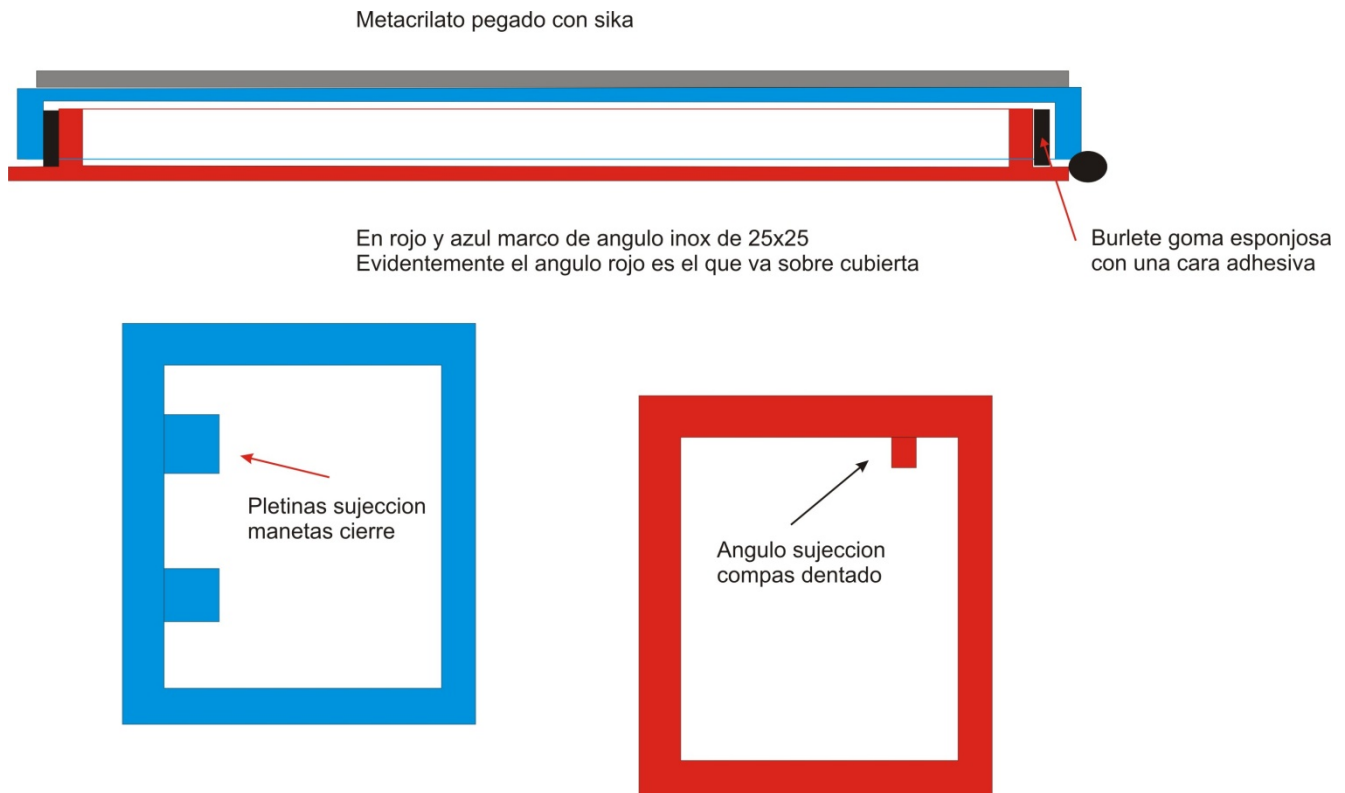 Metacrilato pegado con sika
En rojo y azul marco de angulo inox de 25x25
Evidentemente el angulo rojo es el que va sobre cubierta
Burlete goma esponjosa
con una cara adhesiva
Pletinas sujeccion
manetas cierre
Angulo sujeccion
compas dentado